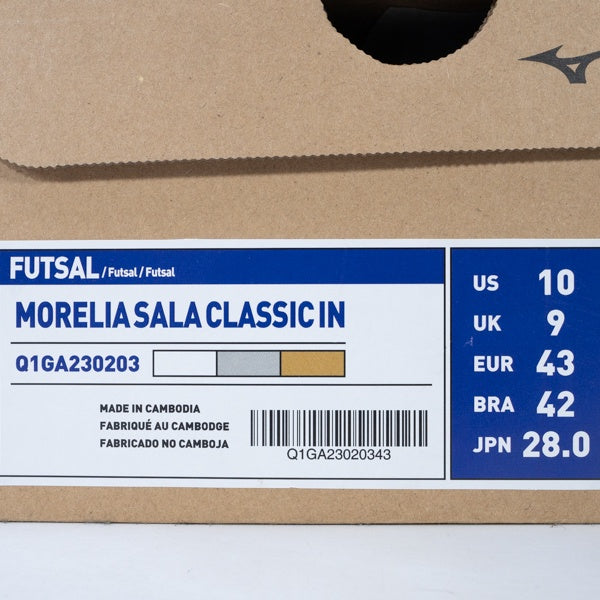 FUTSAL / Futsal / Futsal
MORELIA SALA CLASSIC IN
Q1GA230203
MADE IN CAMBODIA
FABRIQUÉ AU CAMBODGE
FABRICADO NO CAMBOJA
Q1GA23020343
US 10
UK 9
EUR 43
BRA 42
JPN 28.0